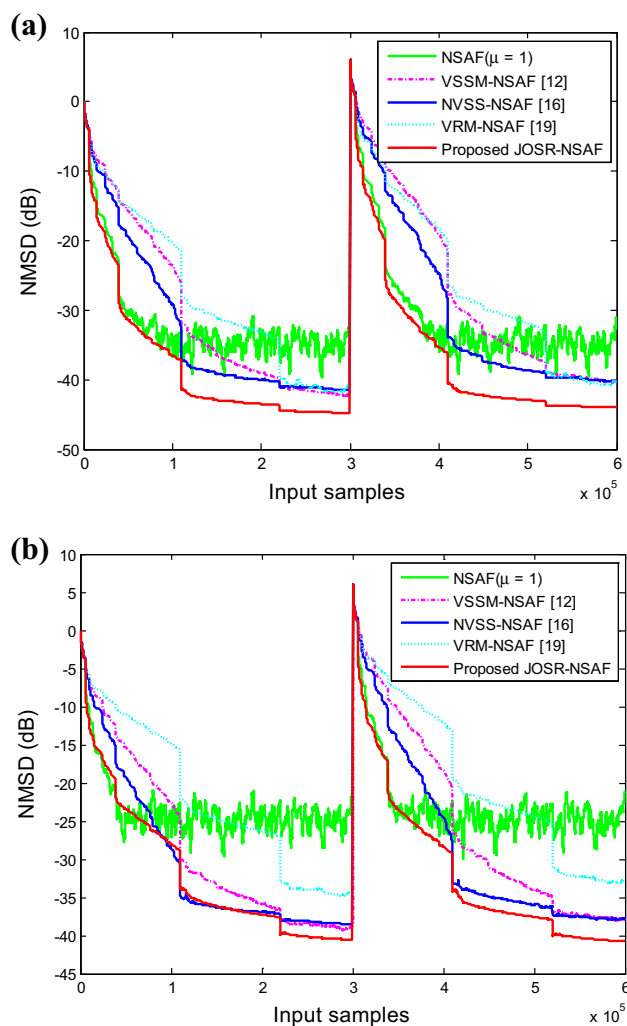 (a)
10
0
-10
-20
-30
-40
-50
NMSD (dB)
NSAF(μ = 1)
VSSM-NSAF [12]
NVSS-NSAF [16]
VRM-NSAF [19]
Proposed JOSR-NSAF
0 1 2 3 4 5 6
Input samples
x 10^5
(b)
10
5
0
-5
-10
-15
-20
-25
-30
-35
-40
-45
NMSD (dB)
NSAF(μ = 1)
VSSM-NSAF [12]
NVSS-NSAF [16]
VRM-NSAF [19]
Proposed JOSR-NSAF
0 1 2 3 4 5 6
Input samples
x 10^5